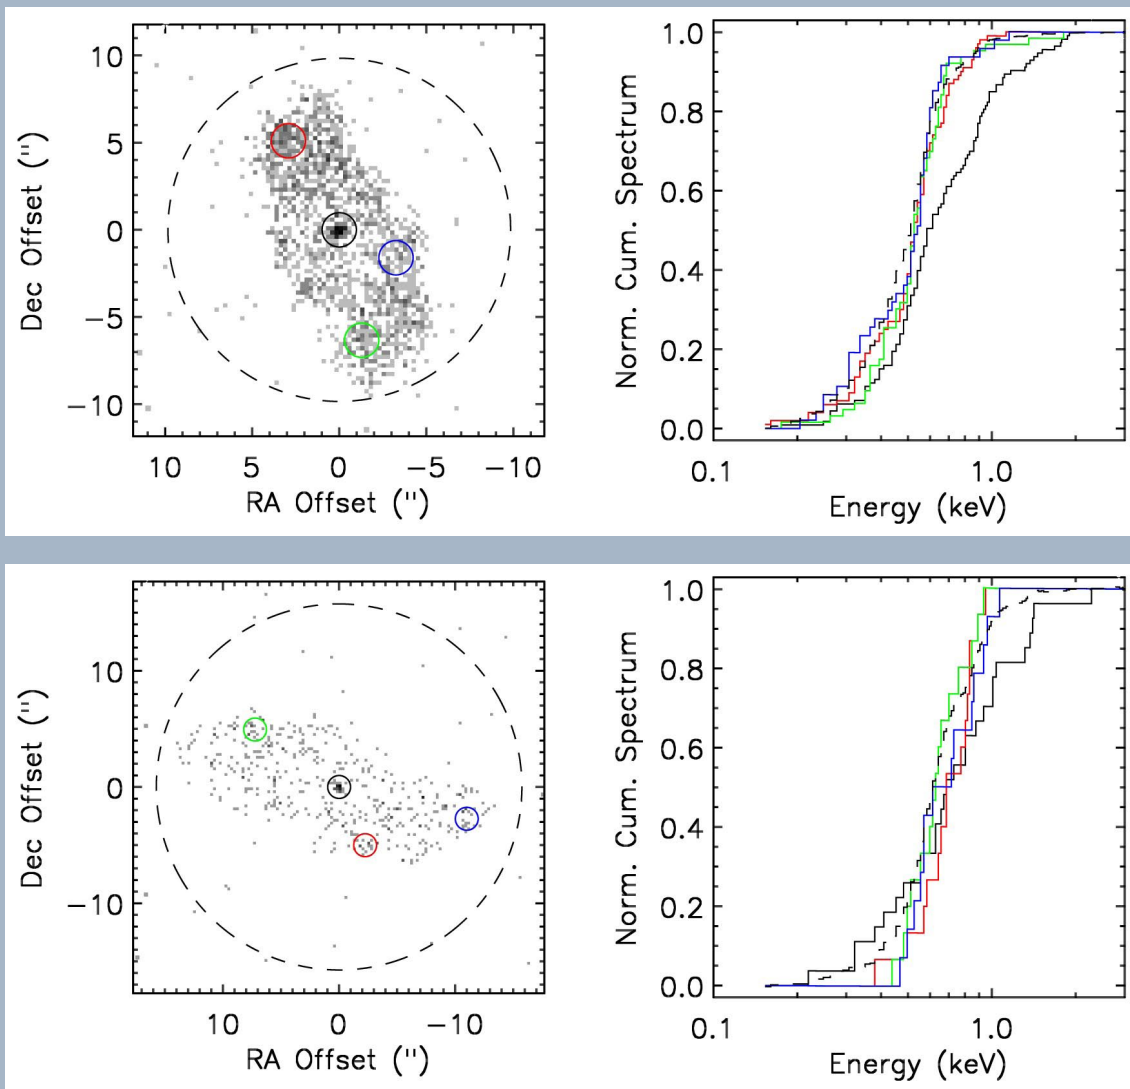 10
5
0
−5
−10
Dec Offset (")
10 5 0 −5 −10
RA Offset (")
1.0
0.8
0.6
0.4
0.2
0.0
Norm. Cum. Spectrum
0.1 1.0
Energy (keV)
10
0
−10
Dec Offset (")
10 0 −10
RA Offset (")
1.0
0.8
0.6
0.4
0.2
0.0
Norm. Cum. Spectrum
0.1 1.0
Energy (keV)